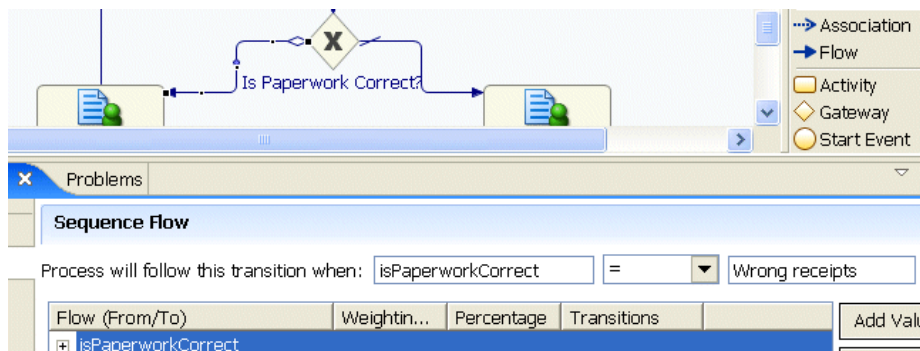 Association
Flow
X
Is Paperwork Correct?
Activity
Gateway
Start Event
Problems
Sequence Flow
Process will follow this transition when: isPaperworkCorrect = Wrong receipts
Flow (From/To) Weightin... Percentage Transitions Add Valu
isPaperworkCorrect